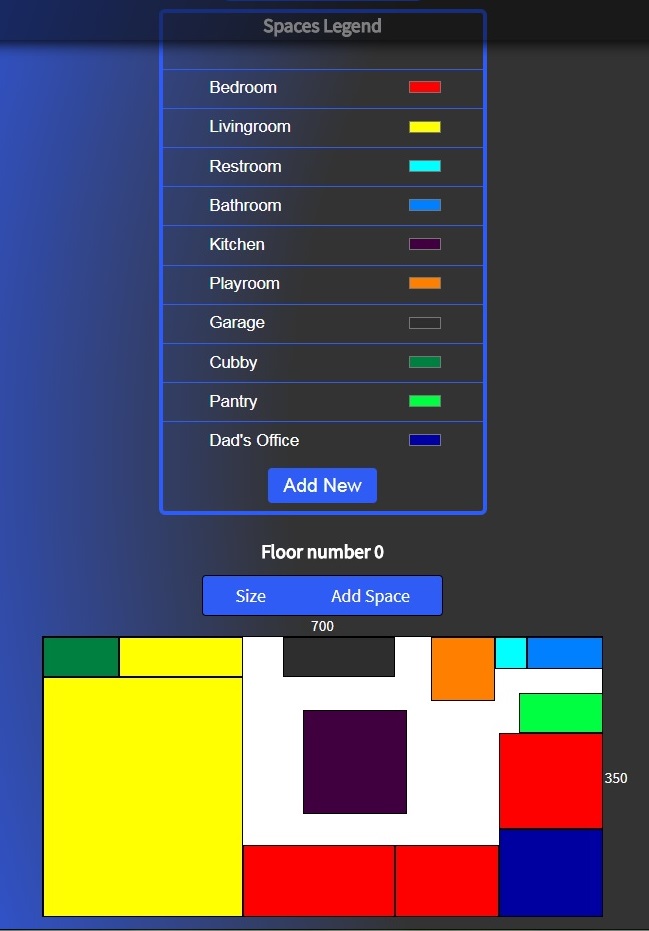 Spaces Legend
Bedroom
Livingroom
Restroom
Bathroom
Kitchen
Playroom
Garage
Cubby
Pantry
Dad's Office
Add New
Floor number 0
Size Add Space
700
350